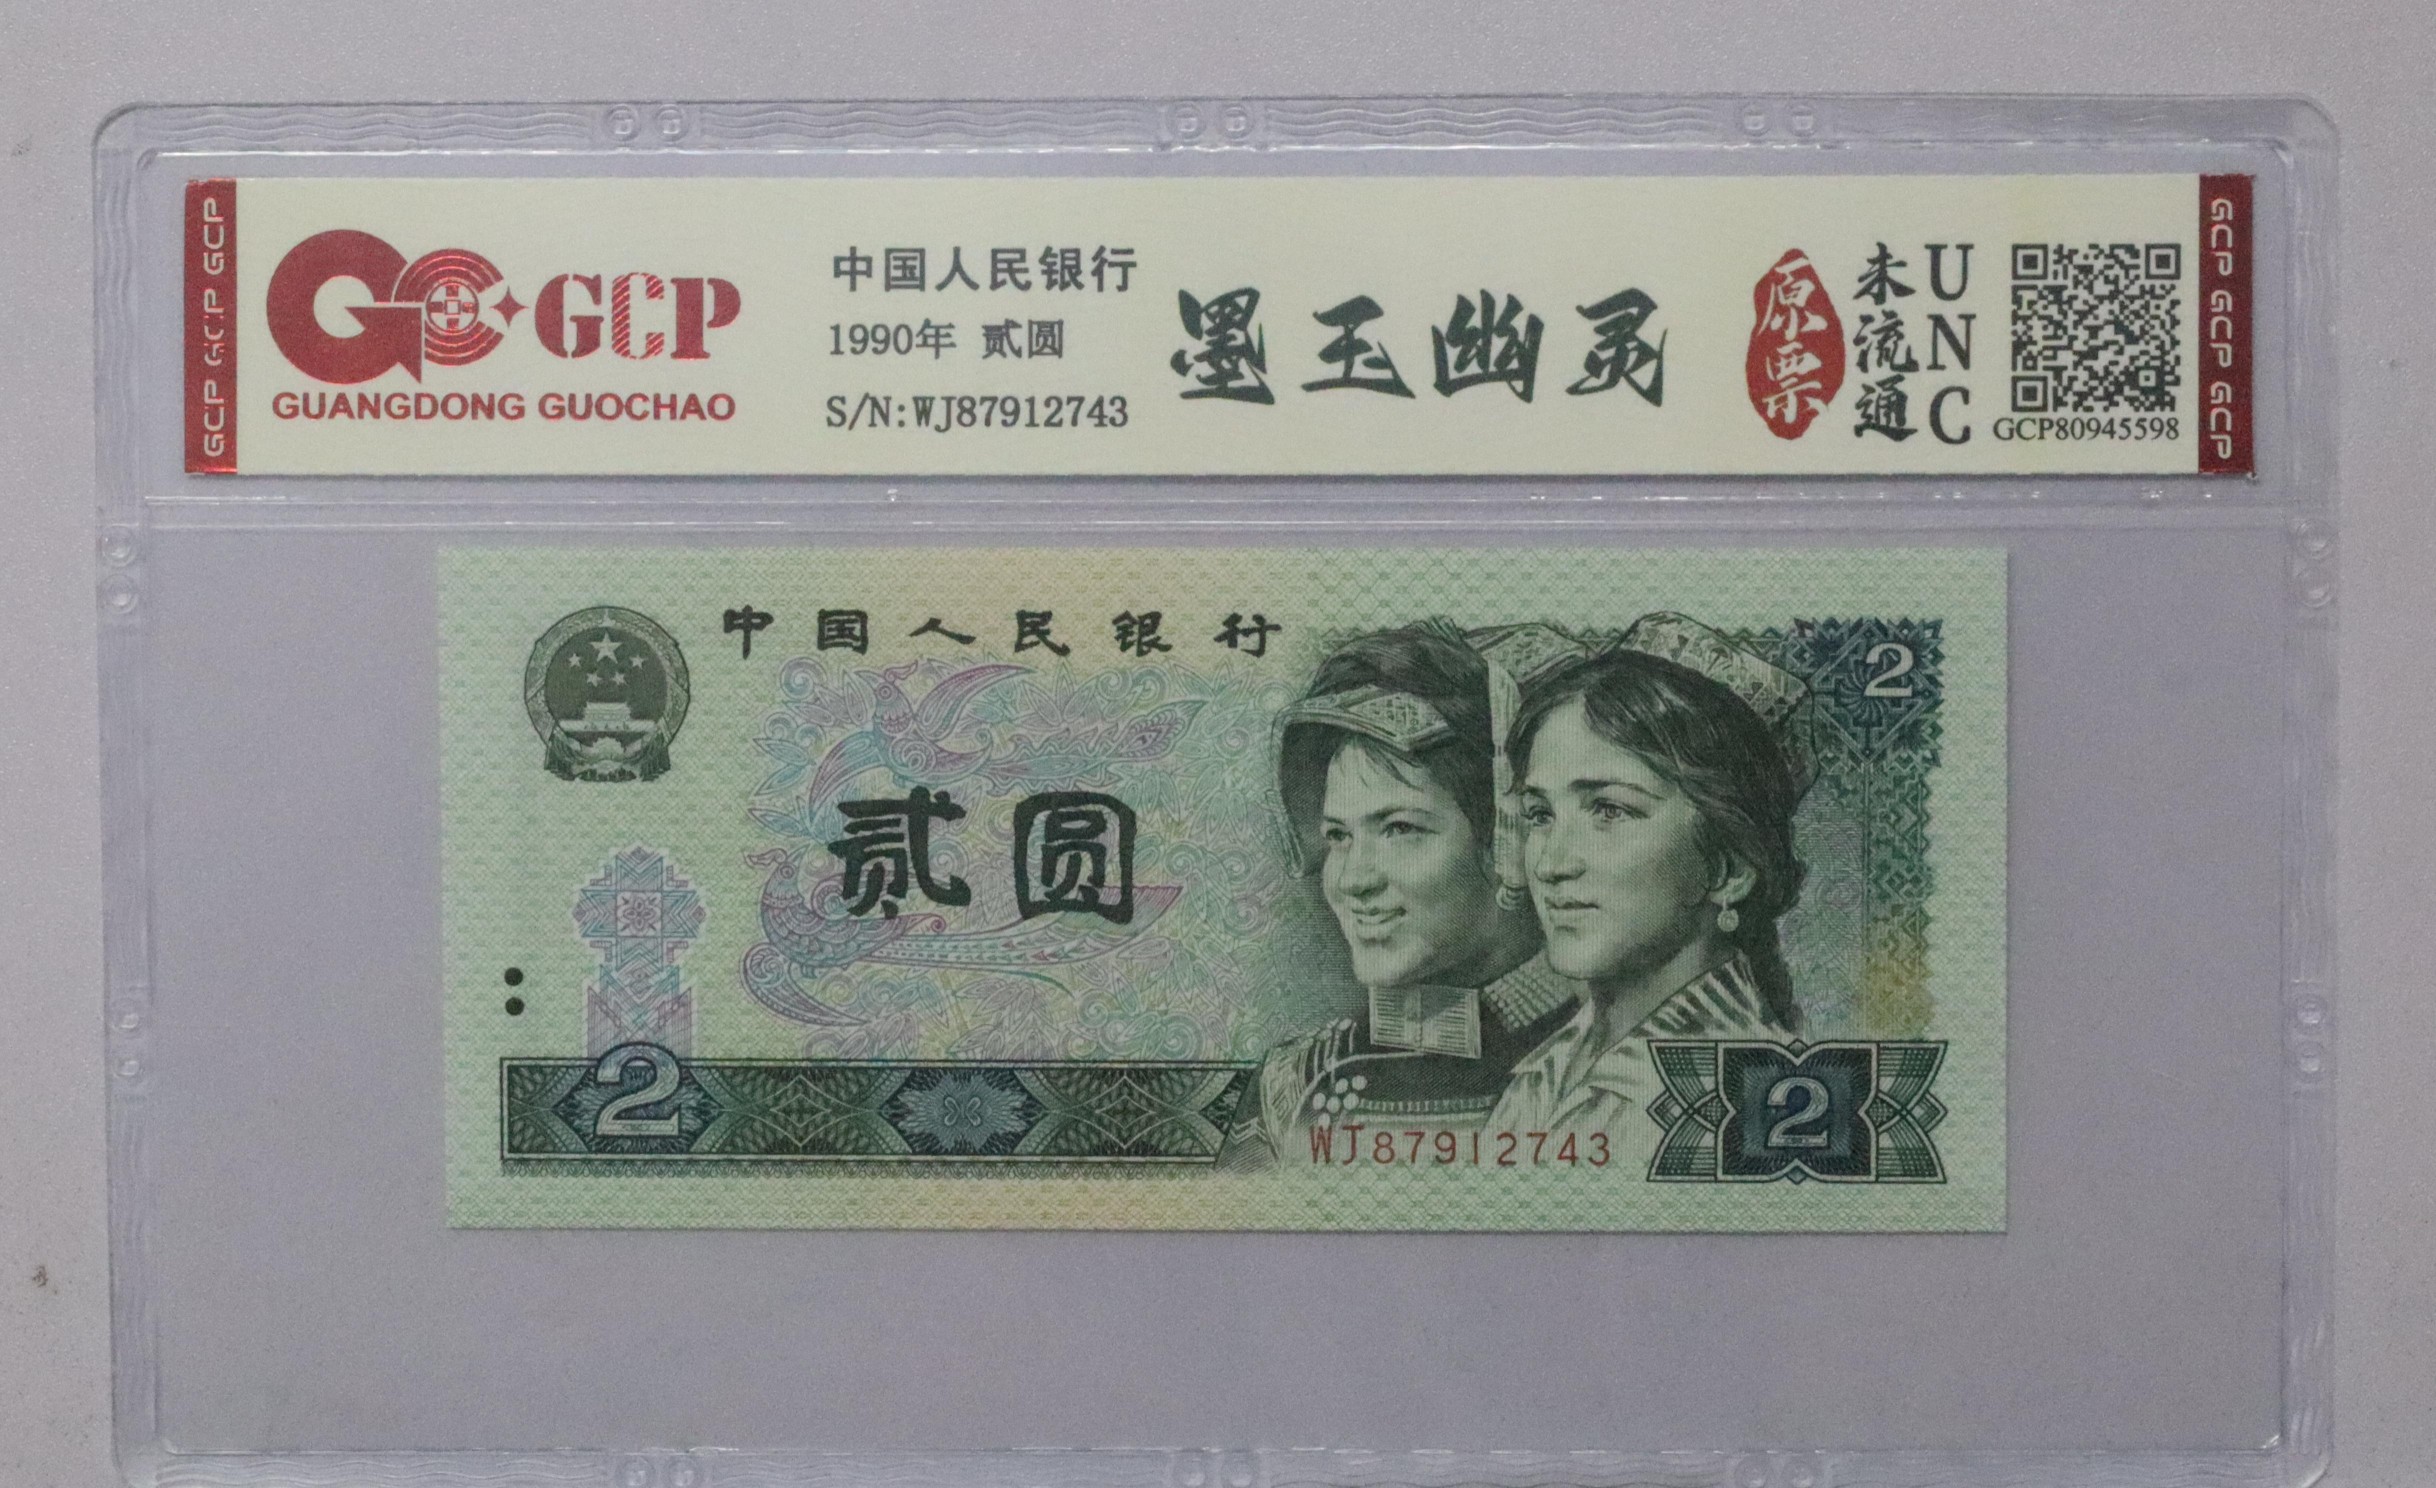 GCP GCP GCP
GCP
GUANGDONG GUOCHAO
中国人民银行
1990年 贰圆
S/N:WJ87912743
墨玉幽灵
原票
未流通
UNC
GCP80945598
GCP GCP GCP
中国人民银行
2
贰圆
2
WJ87912743
2